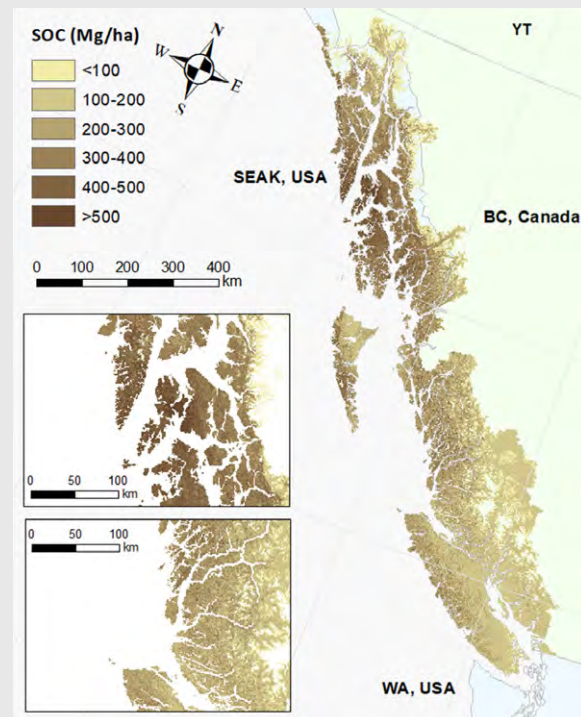 SOC (Mg/ha)
<100
100-200
200-300
300-400
400-500
>500
N
W
E
S
YT
SEAK, USA
BC, Canada
0 100 200 300 400
km
0 50 100
km
0 50 100
km
WA, USA